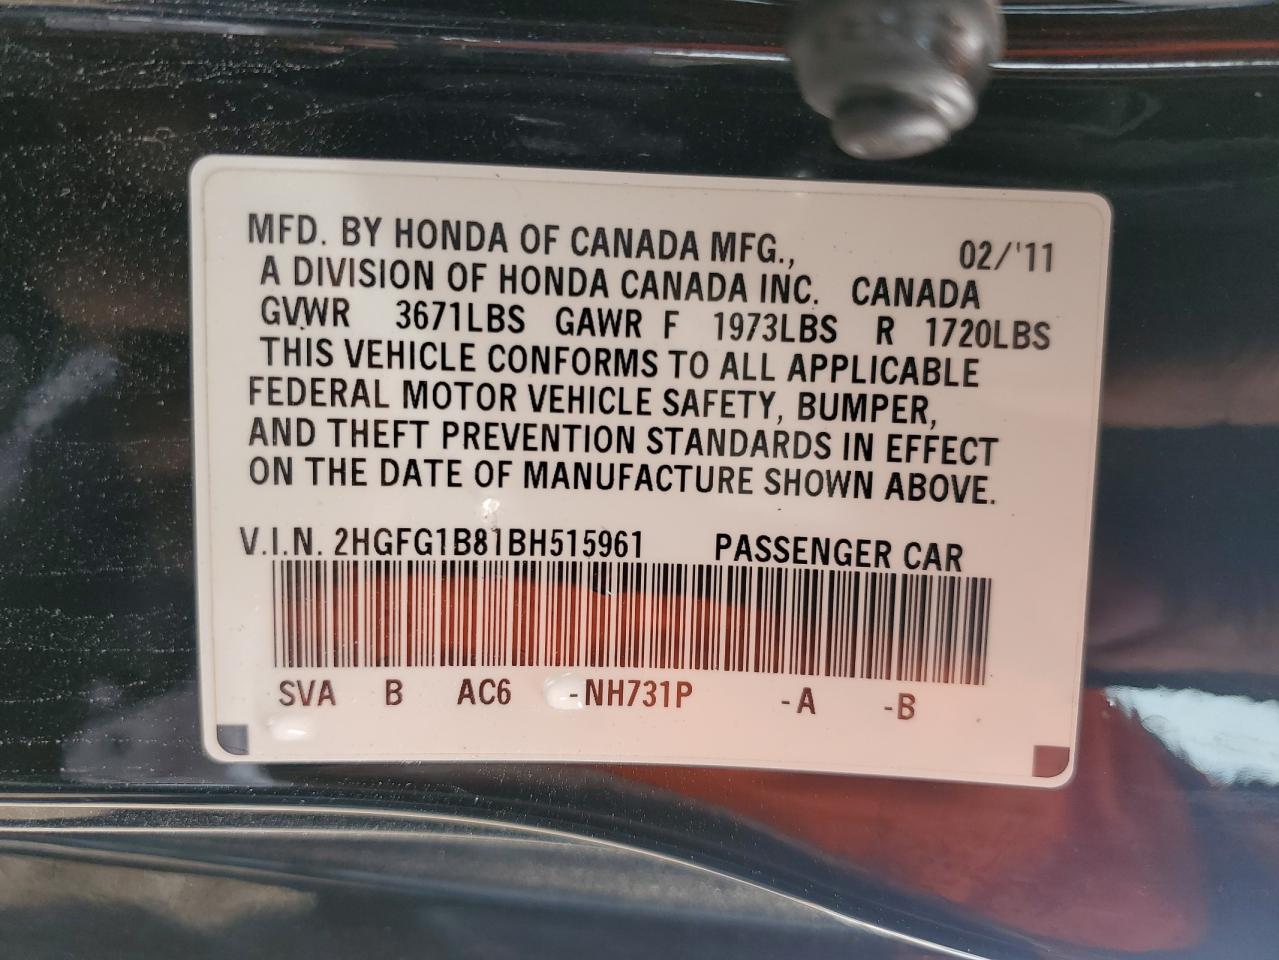 MFD. BY HONDA OF CANADA MFG., 02/'11
A DIVISION OF HONDA CANADA INC. CANADA
GVWR 3671LBS GAWR F 1973LBS R 1720LBS
THIS VEHICLE CONFORMS TO ALL APPLICABLE
FEDERAL MOTOR VEHICLE SAFETY, BUMPER,
AND THEFT PREVENTION STANDARDS IN EFFECT
ON THE DATE OF MANUFACTURE SHOWN ABOVE.
V.I.N. 2HGFG1B81BH515961 PASSENGER CAR
SVA B AC6 -NH731P -A -B